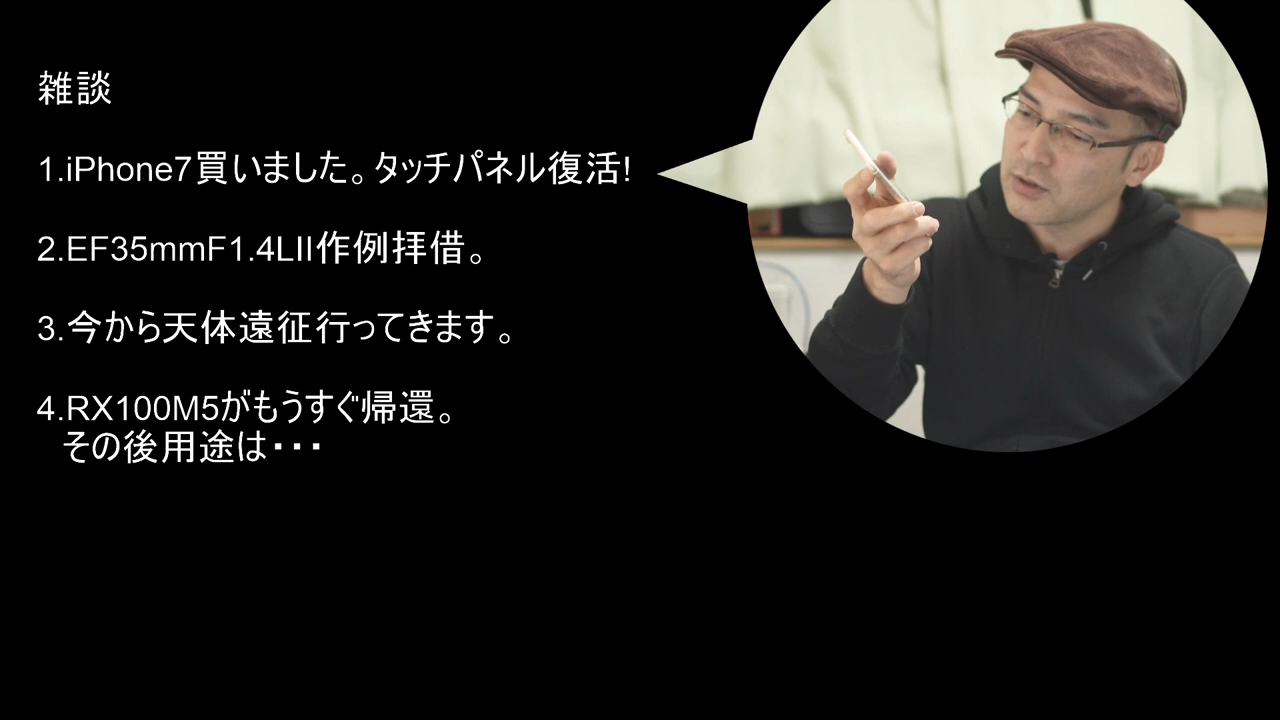 雑談
1.iPhone7買いました。タッチパネル復活!
2.EF35mmF1.4LII作例拝借。
3.今から天体遠征行ってきます。
4.RX100M5がもうすぐ帰還。
その後用途は・・・